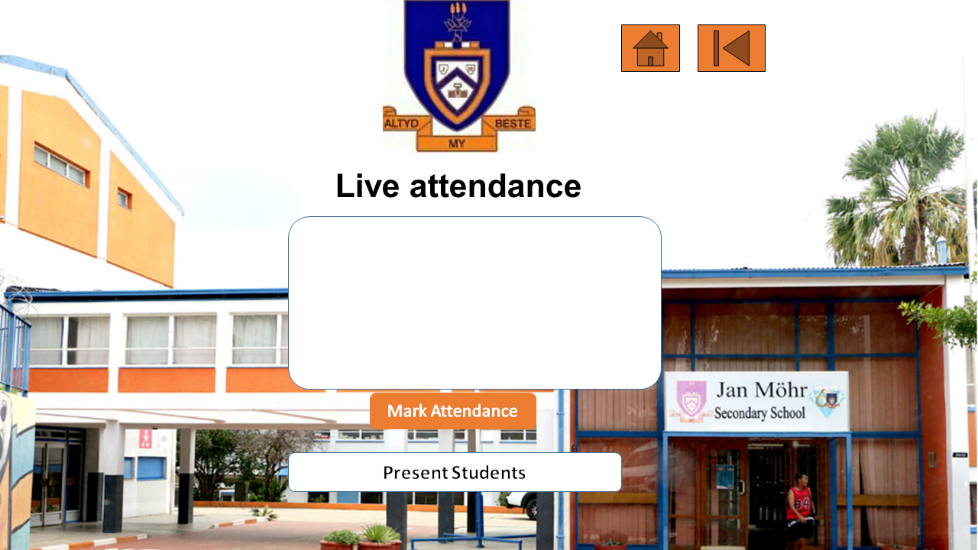 ALTYD BESTE
MY
Live attendance
Mark Attendance
Present Students
Jan Möhr
Secondary School